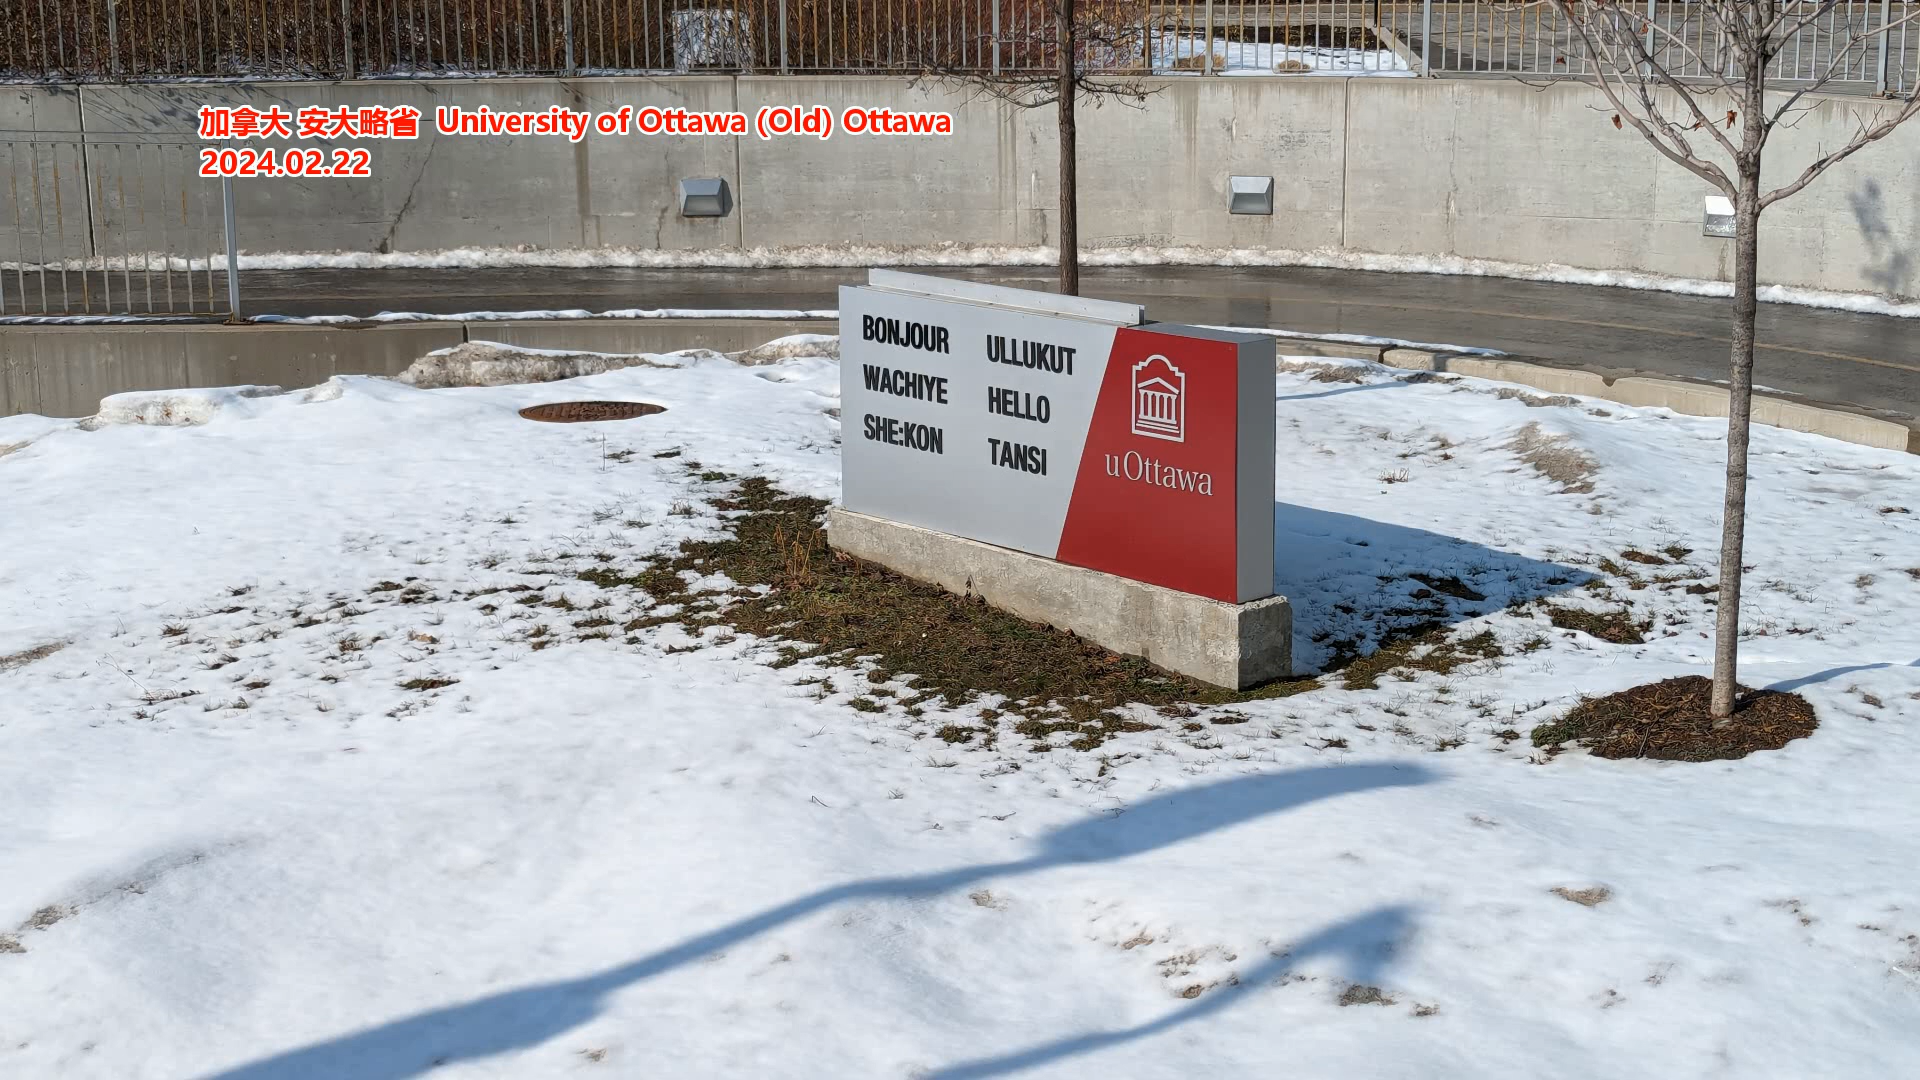 加拿大 安大略省 University of Ottawa (Old) Ottawa
2024.02.22
BONJOUR
WACHIYE
SHE:KON
ULLUKUT
HELLO
TANSI
uOttawa